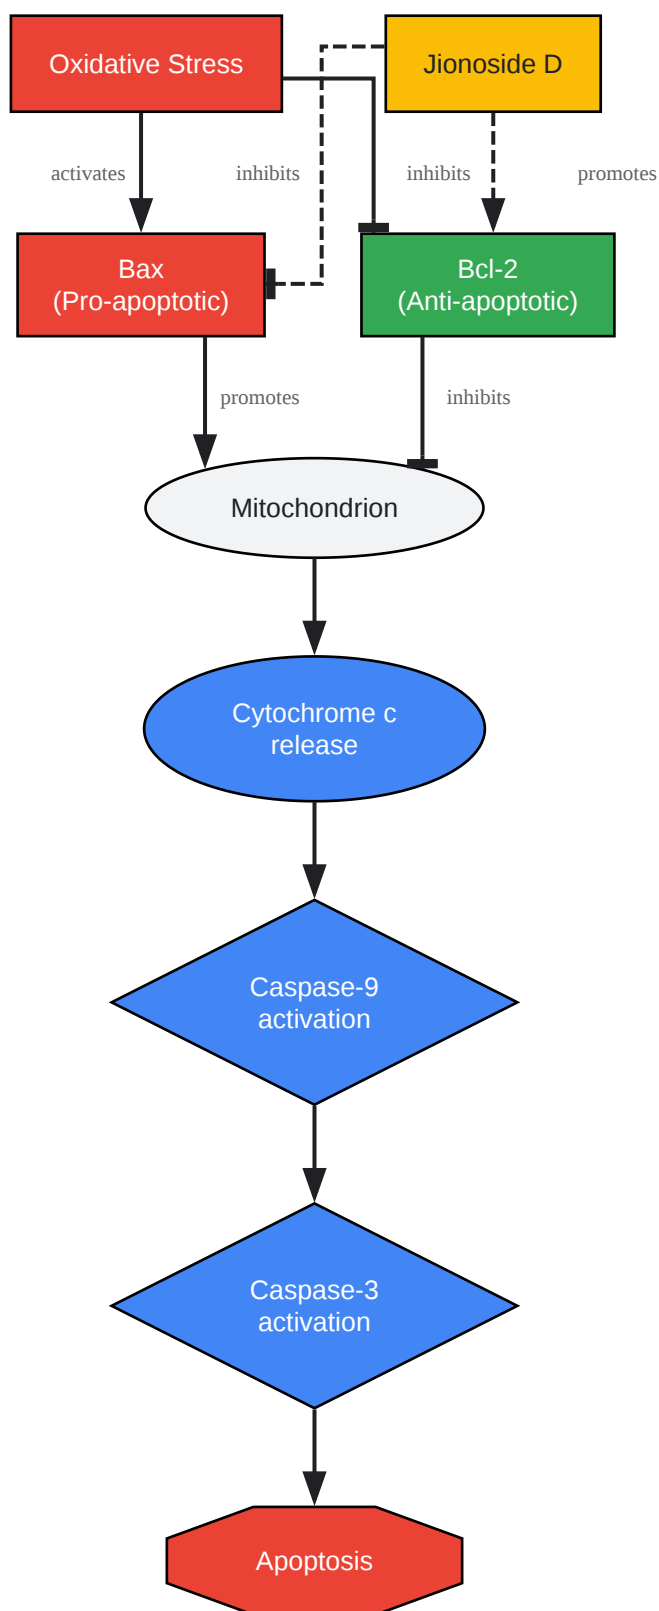 Oxidative Stress
Jionoside D
activates
inhibits
inhibits
promotes
Bax
(Pro-apoptotic)
Bcl-2
(Anti-apoptotic)
promotes
inhibits
Mitochondrion
Cytochrome c
release
Caspase-9
activation
Caspase-3
activation
Apoptosis